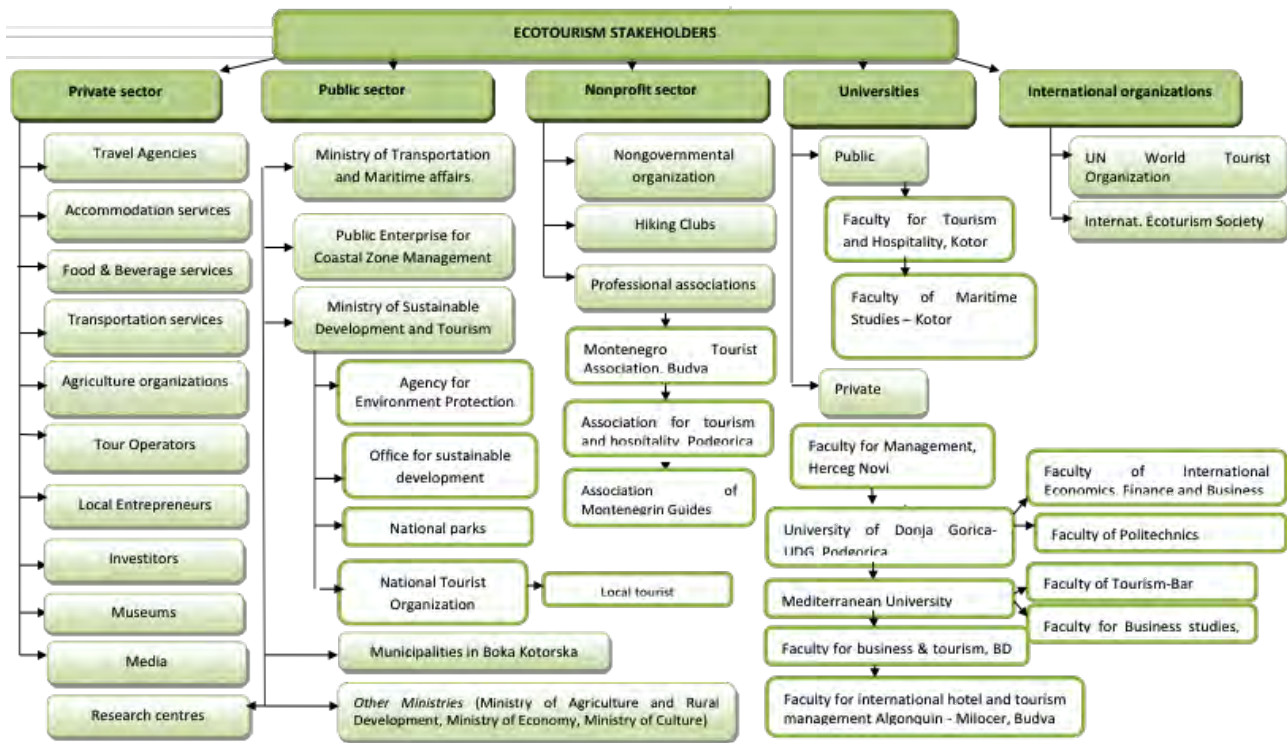 ECOTOURISM STAKEHOLDERS
Private sector
Travel Agencies
Accommodation services
Food & Beverage services
Transportation services
Agriculture organizations
Tour Operators
Local Entrepreneurs
Investitors
Museums
Media
Research centres
Public sector
Ministry of Transportation
and Maritime affairs
Public Enterprise for
Coastal Zone Management
Ministry of Sustainable
Development and Tourism
Agency for
Environment Protection
Office for sustainable
development
National parks
National Tourist
Organization
Local tourist
Municipalities in Boka Kotorska
Other Ministries (Ministry of Agriculture and Rural
Development, Ministry of Economy, Ministry of Culture)
Nonprofit sector
Nongovernmental
organization
Hiking Clubs
Professional associations
Montenegro Tourist
Association, Budva
Association for tourism
and hospitality, Podgorica
Association of
Montenegrin Guides
Universities
Public
Faculty for Tourism
and Hospitality, Kotor
Faculty of Maritime
Studies – Kotor
Private
Faculty for Management,
Herceg Novi
University of Donja Gorica-
UDG, Podgorica
Faculty of International
Economics, Finance and Business
Faculty of Politechnics
Mediterranean University
Faculty of Tourism-Bar
Faculty for Business studies,
Faculty for business & tourism, BD
Faculty for international hotel and tourism
management Algonquin - Milocer, Budva
International organizations
UN World Tourist
Organization
Internat. Ecoturism Society